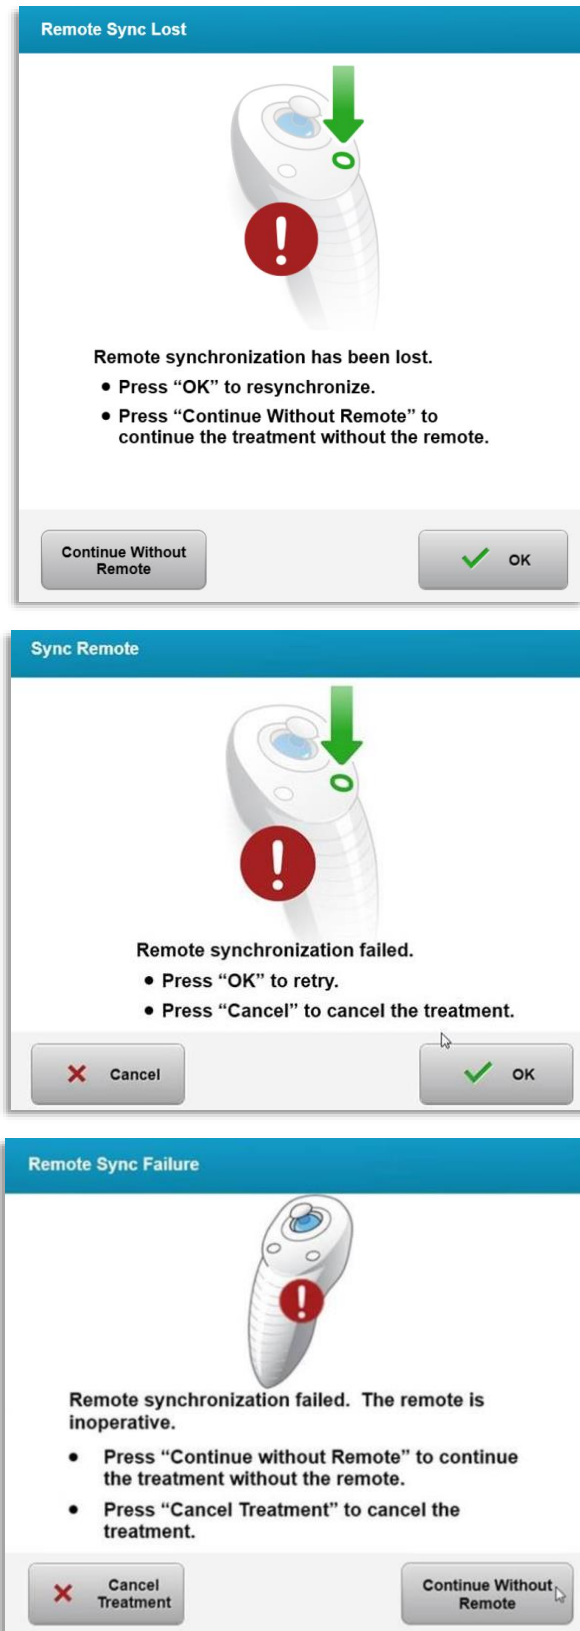 Remote Sync Lost
Remote synchronization has been lost.
• Press “OK” to resynchronize.
• Press “Continue Without Remote” to
continue the treatment without the remote.
Continue Without
Remote
OK
Sync Remote
Remote synchronization failed.
• Press “OK” to retry.
• Press “Cancel” to cancel the treatment.
Cancel
OK
Remote Sync Failure
Remote synchronization failed.  The remote is
inoperative.
• Press “Continue without Remote” to continue
the treatment without the remote.
• Press “Cancel Treatment” to cancel the
treatment.
Cancel
Treatment
Continue Without
Remote